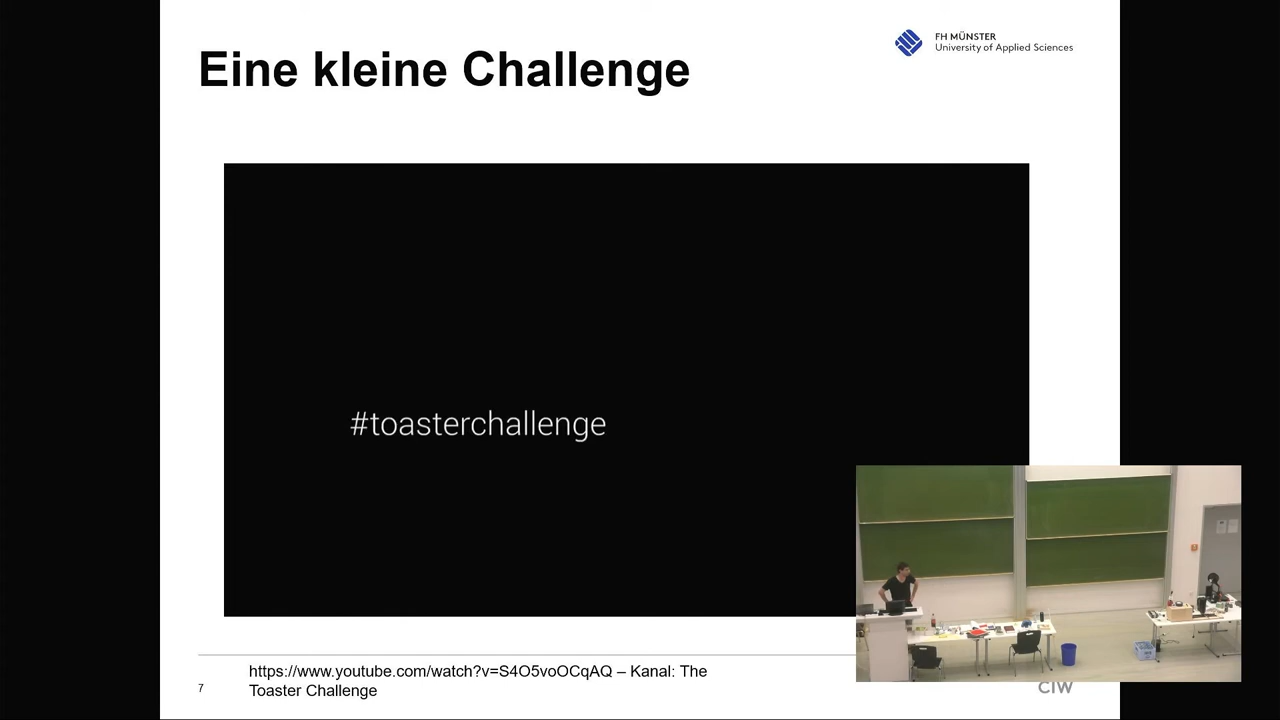 Eine kleine Challenge
FH MÜNSTER
University of Applied Sciences
#toasterchallenge
https://www.youtube.com/watch?v=S4O5voOCqAQ – Kanal: The
Toaster Challenge
7
CIW